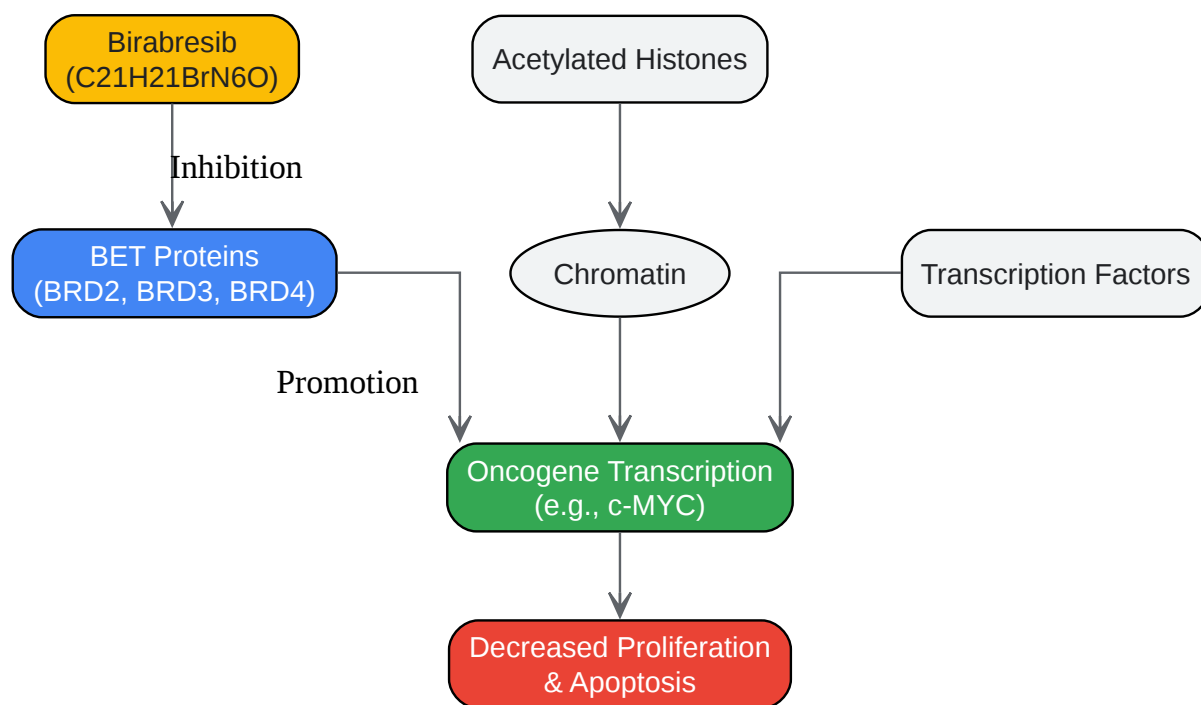 Birabresib
(C21H21BrN6O)
Acetylated Histones
Inhibition
BET Proteins
(BRD2, BRD3, BRD4)
Chromatin
Transcription Factors
Promotion
Oncogene Transcription
(e.g., c-MYC)
Decreased Proliferation
& Apoptosis